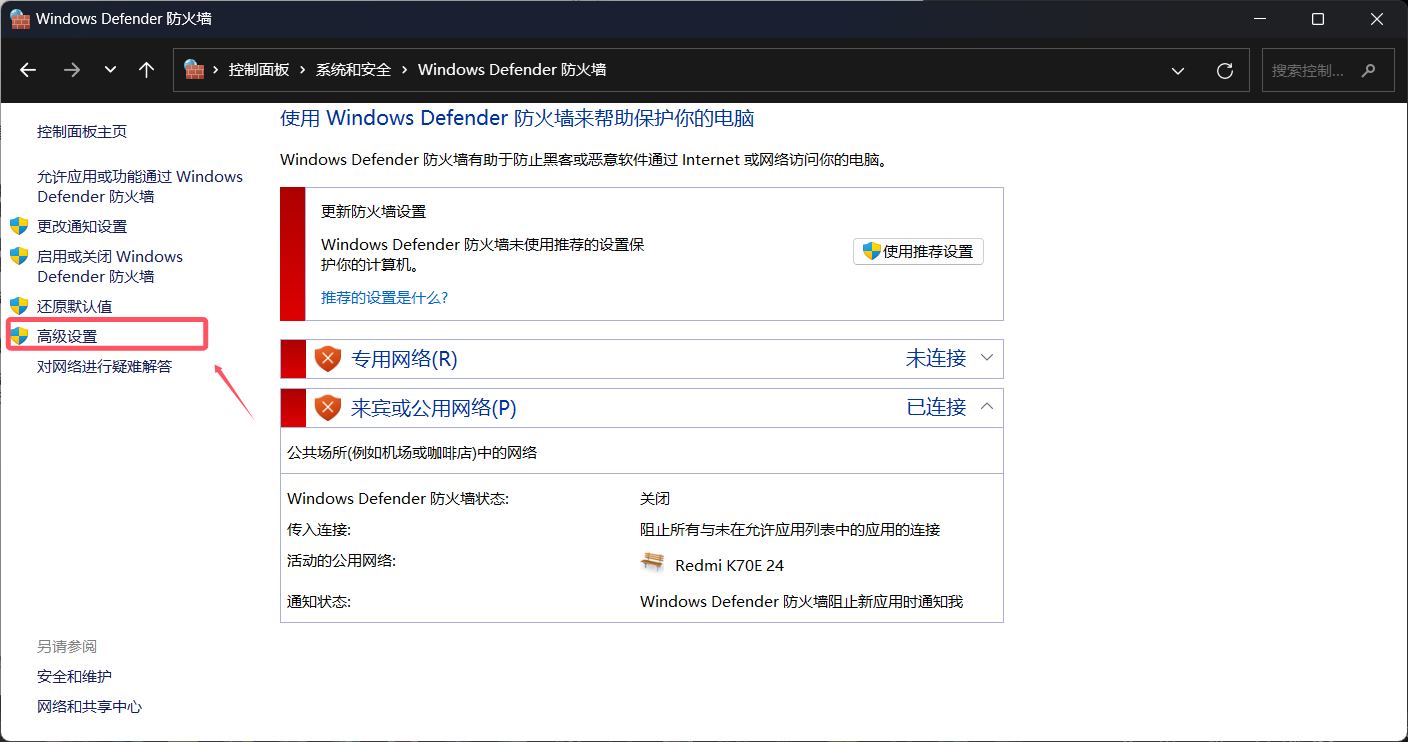 Windows Defender 防火墙
控制面板 › 系统和安全 › Windows Defender 防火墙
搜索控制...
控制面板主页
允许应用或功能通过 Windows
Defender 防火墙
更改通知设置
启用或关闭 Windows
Defender 防火墙
还原默认值
高级设置
对网络进行疑难解答
另请参阅
安全和维护
网络和共享中心
使用 Windows Defender 防火墙来帮助保护你的电脑
Windows Defender 防火墙有助于防止黑客或恶意软件通过 Internet 或网络访问你的电脑。
更新防火墙设置
Windows Defender 防火墙未使用推荐的设置保
护你的计算机。
使用推荐设置
推荐的设置是什么?
专用网络(R) 未连接
来宾或公用网络(P) 已连接
公共场所(例如机场或咖啡店)中的网络
Windows Defender 防火墙状态: 关闭
传入连接: 阻止所有与未在允许应用列表中的应用的连接
活动的公用网络: Redmi K70E 24
通知状态: Windows Defender 防火墙阻止新应用时通知我